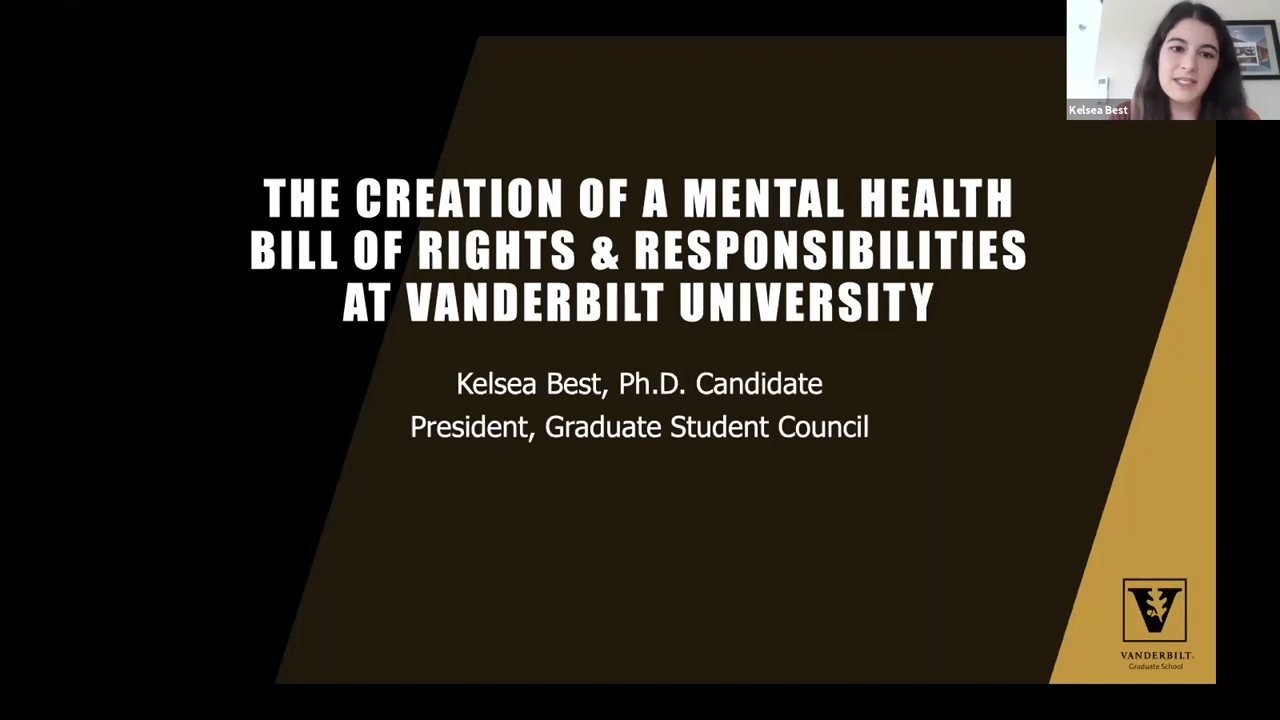 Kelsea Best
THE CREATION OF A MENTAL HEALTH
BILL OF RIGHTS & RESPONSIBILITIES
AT VANDERBILT UNIVERSITY
Kelsea Best, Ph.D. Candidate
President, Graduate Student Council
V
VANDERBILT
Graduate School